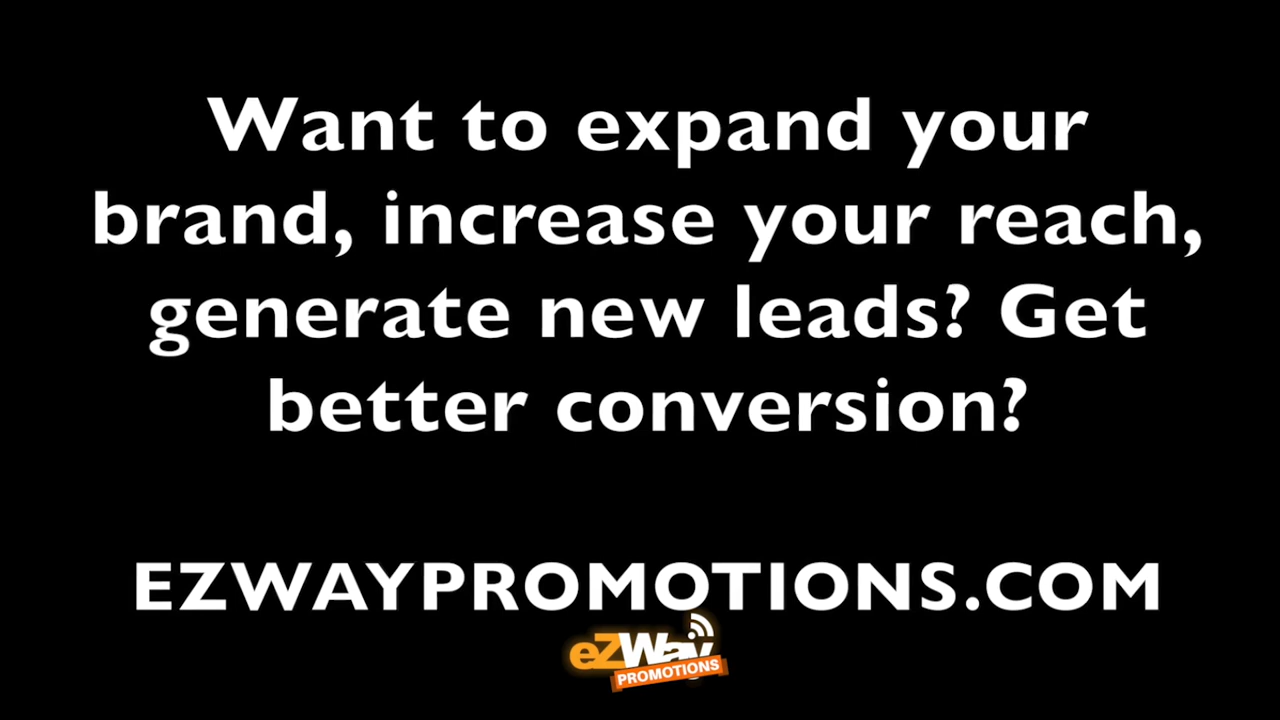 Want to expand your
brand, increase your reach,
generate new leads? Get
better conversion?
EZWAYPROMOTIONS.COM
eZWay
PROMOTIONS